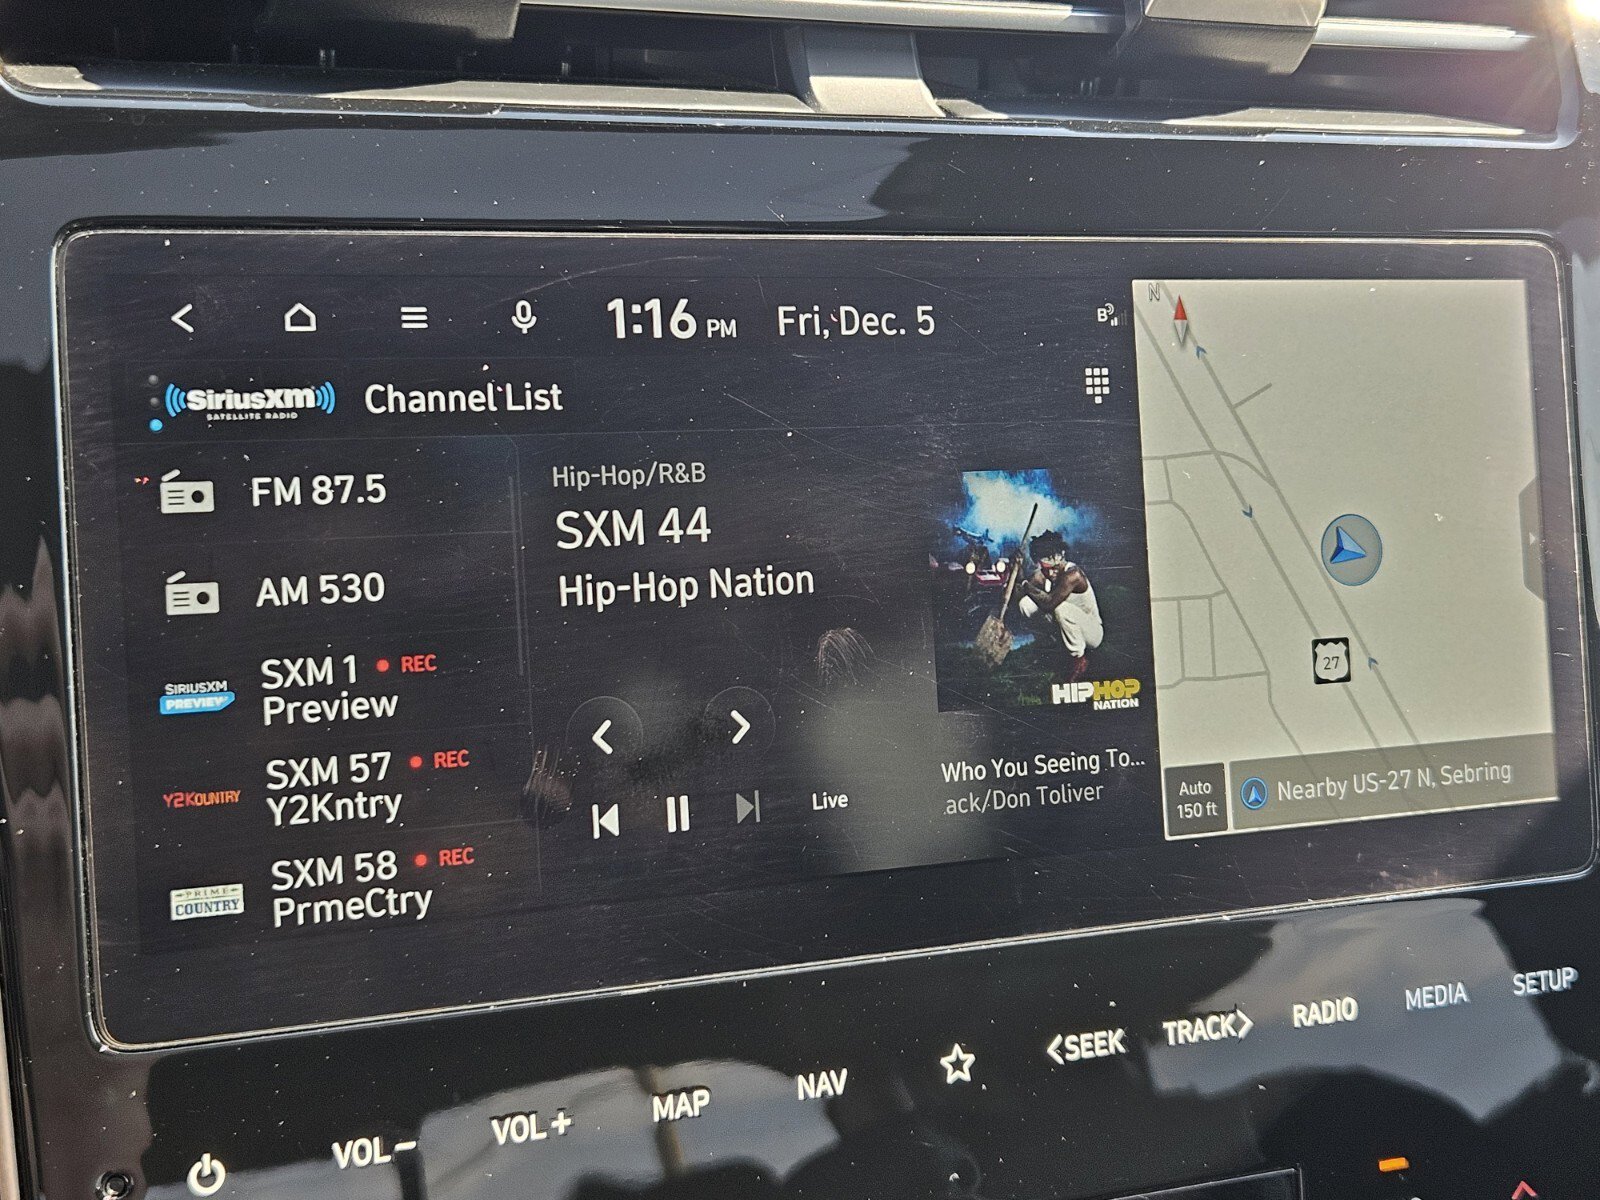 1:16 PM
Fri, Dec. 5
B
N
SiriusXM
SATELLITE RADIO
Channel List
FM 87.5
AM 530
SIRIUSXM
PREVIEW
SXM 1 REC
Preview
Y2KOUNTRY
SXM 57 REC
Y2Kntry
PRIME
COUNTRY
SXM 58 REC
PrmeCtry
Hip-Hop/R&B
SXM 44
Hip-Hop Nation
Live
HIPHOP
NATION
Who You Seeing To...
ack/Don Toliver
27
Auto
150 ft
Nearby US-27 N, Sebring
VOL-
VOL+
MAP
NAV
<SEEK
TRACK>
RADIO
MEDIA
SETUP